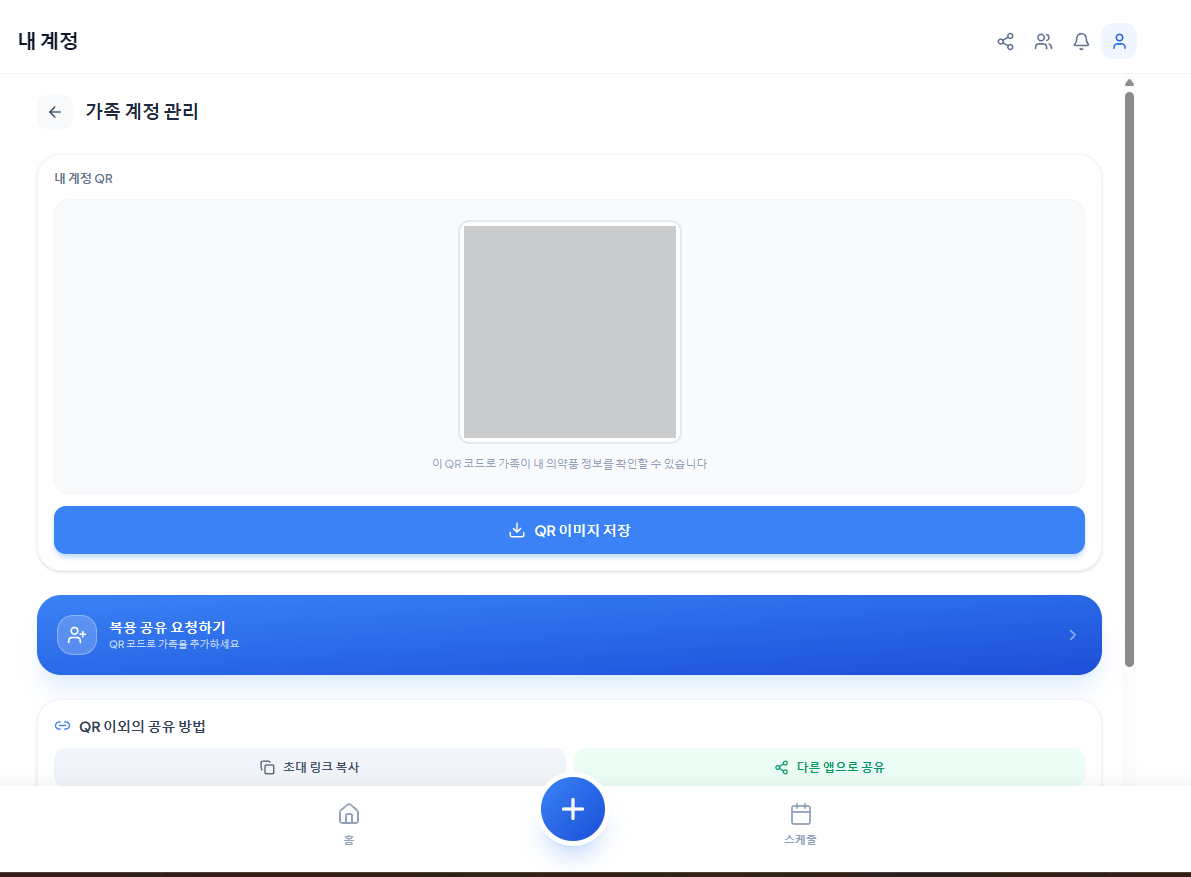 내 계정
가족 계정 관리
내 계정 QR
이 QR 코드로 가족이 내 의약품 정보를 확인할 수 있습니다
QR 이미지 저장
복용 공유 요청하기
QR 코드로 가족을 추가하세요
QR 이외의 공유 방법
초대 링크 복사
다른 앱으로 공유
홈
스케줄